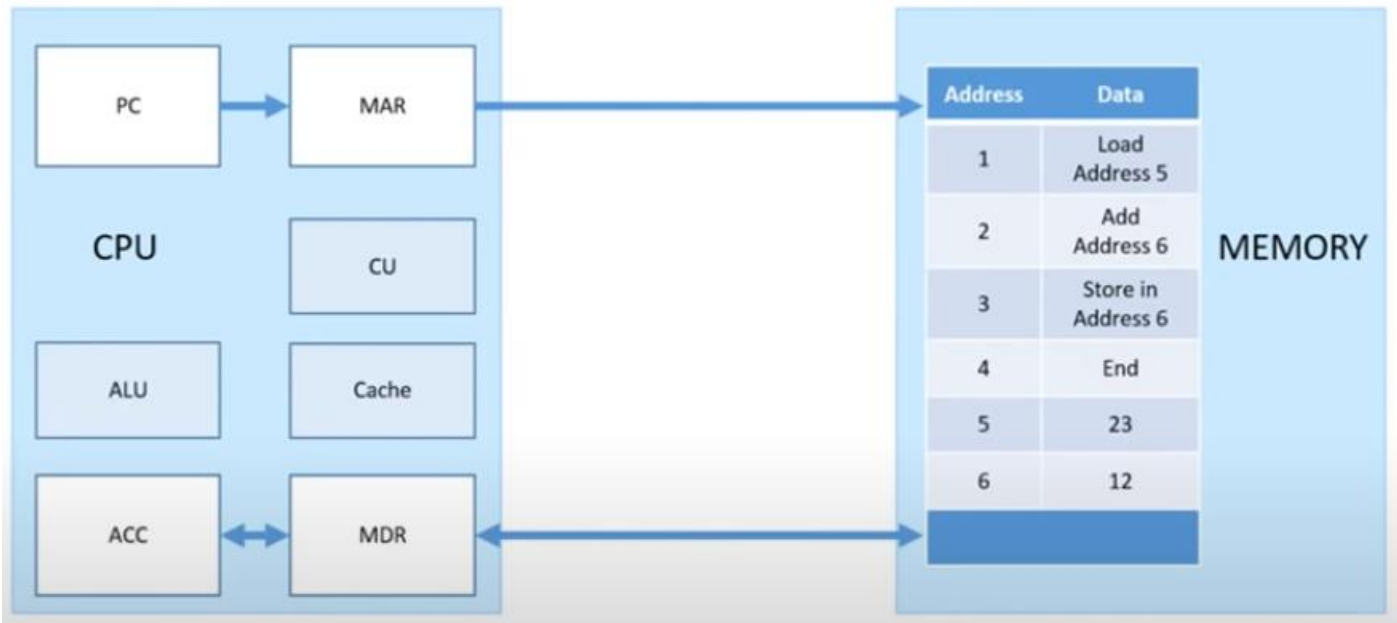 PC
MAR
CPU
CU
ALU
Cache
ACC
MDR
Address Data
1 Load
Address 5
2 Add
Address 6
3 Store in
Address 6
4 End
5 23
6 12
MEMORY